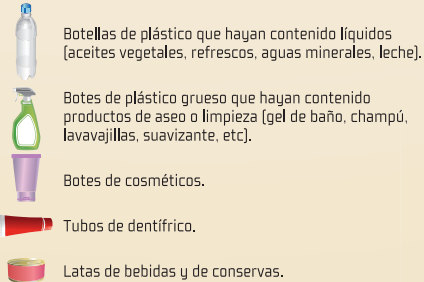 Botellas de plástico que hayan contenido líquidos
(aceites vegetales, refrescos, aguas minerales, leche).
Botes de plástico grueso que hayan contenido
productos de aseo o limpieza (gel de baño, champú,
lavavajillas, suavizante, etc).
Botes de cosméticos.
Tubos de dentífrico.
Latas de bebidas y de conservas.